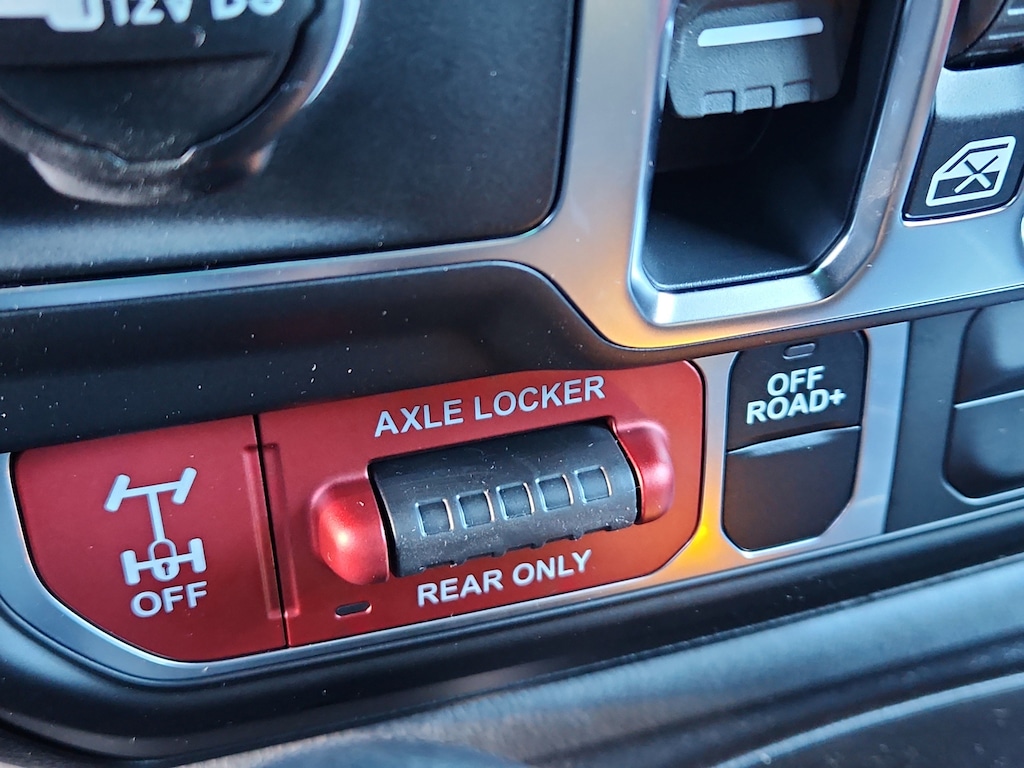 12V DC
AXLE LOCKER
OFF
ROAD+
REAR ONLY
OFF